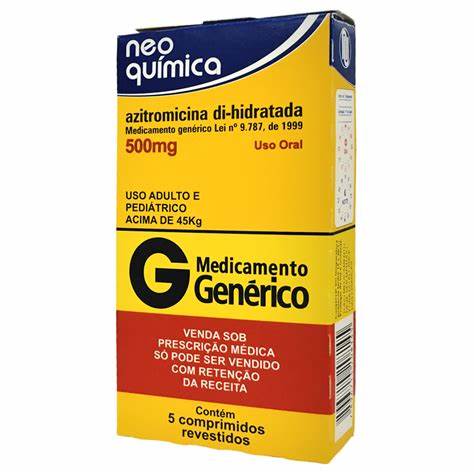 neo
química
azitromicina di-hidratada
Medicamento genérico Lei nº 9.787, de 1999
500mg Uso Oral
USO ADULTO E
PEDIÁTRICO
ACIMA DE 45Kg
G Medicamento
Genérico
VENDA SOB
PRESCRIÇÃO MÉDICA
SÓ PODE SER VENDIDO
COM RETENÇÃO
DA RECEITA
Contém
5 comprimidos
revestidos